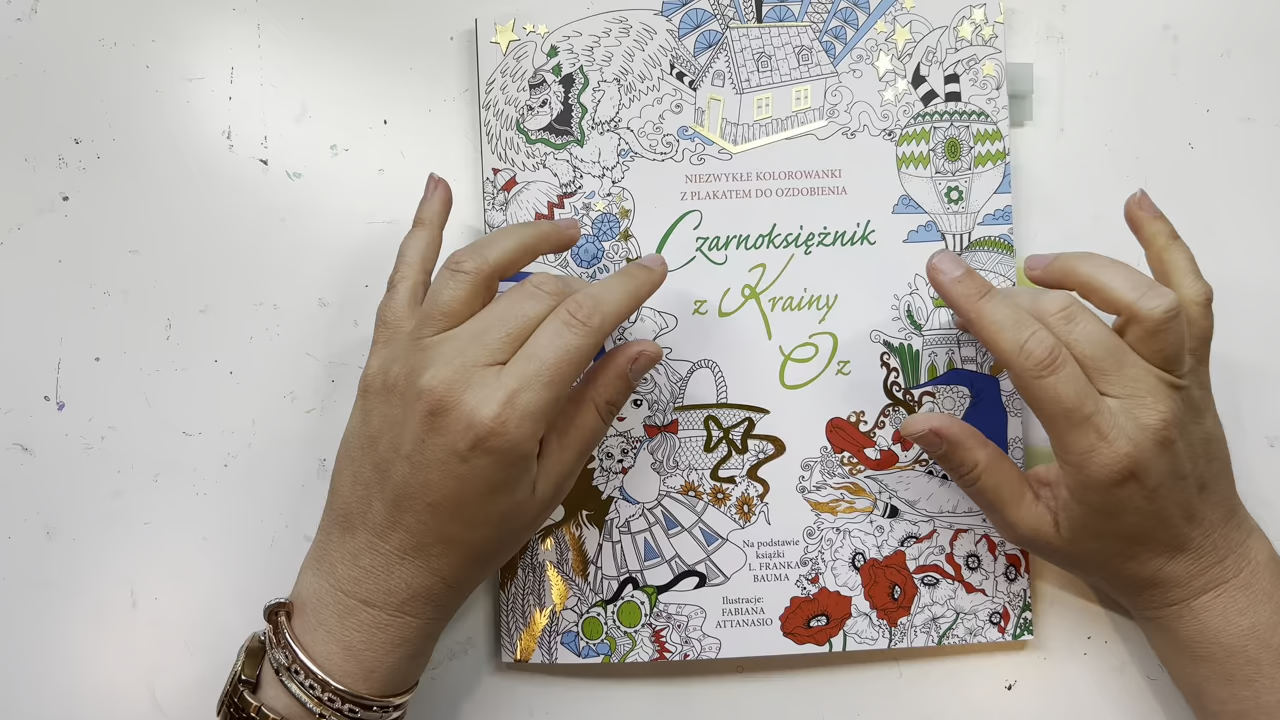 NIEZWYKŁE KOLOROWANKI
Z PLAKATEM DO OZDOBIENIA
Czarnoksiężnik
z Krainy
Oz
Na podstawie
książki
L. FRANKA
BAUMA
Ilustracje:
FABIANA
ATTANASIO